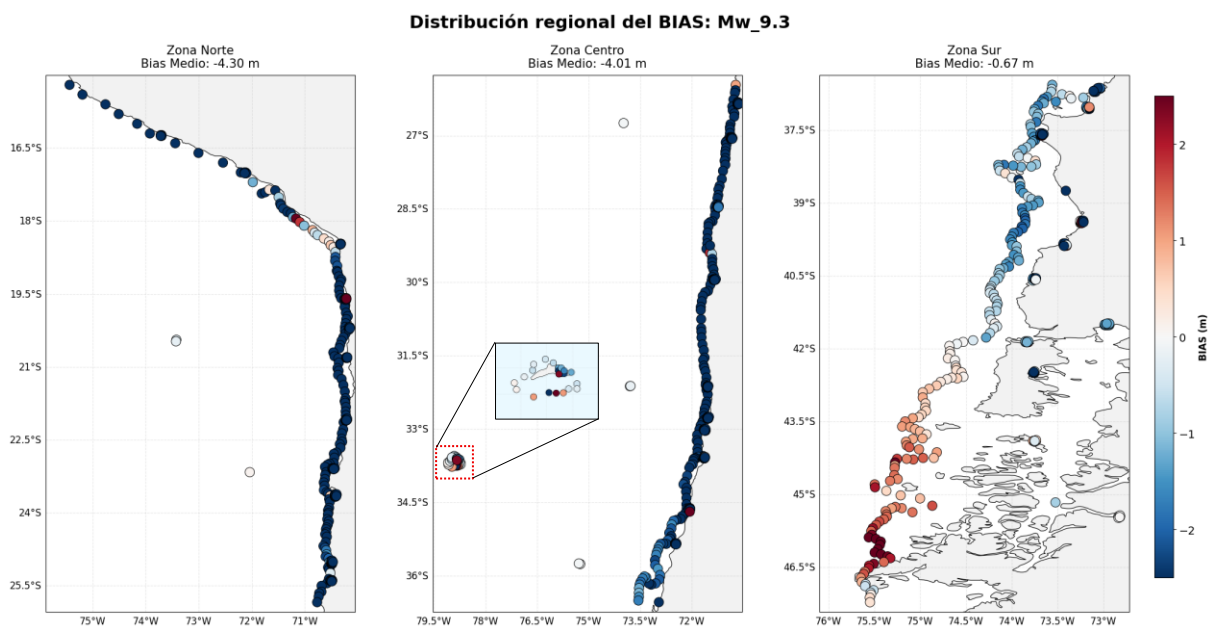 Distribución regional del BIAS: Mw_9.3
Zona Norte
Bias Medio: -4.30 m
Zona Centro
Bias Medio: -4.01 m
Zona Sur
Bias Medio: -0.67 m
16.5°S
18°S
19.5°S
21°S
22.5°S
24°S
25.5°S
75°W
74°W
73°W
72°W
71°W
27°S
28.5°S
30°S
31.5°S
33°S
34.5°S
36°S
79.5°W
78°W
76.5°W
75°W
73.5°W
72°W
37.5°S
39°S
40.5°S
42°S
43.5°S
45°S
46.5°S
76°W
75.5°W
75°W
74.5°W
74°W
73.5°W
73°W
2
1
0
−1
−2
BIAS (m)